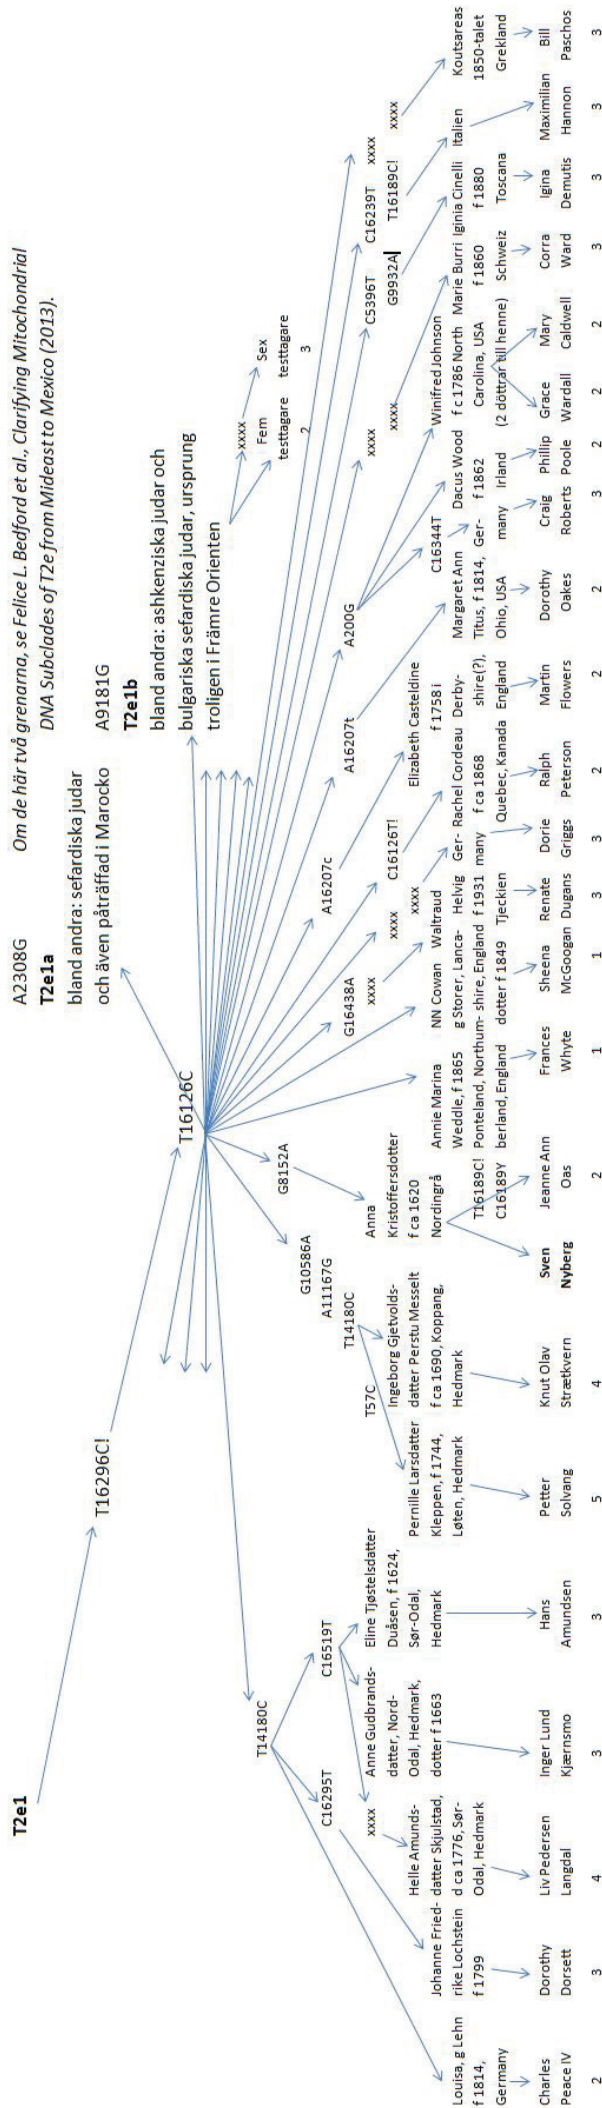 T2e1
T16296C!
T16126C
A2308G
T2e1a
bland andra: sefardiska judar
och även påträffad i Marocko
Om de här två grenarna, se Felice L. Bedford et al., Clarifying Mitochondrial
DNA Subclades of T2e from Mideast to Mexico (2013).
A9181G
T2e1b
bland andra: ashkenziska judar och
bulgariska sefardiska judar, ursprung
troligen i Främre Orienten
xxxx
Fem
testtagare
2
Sex
testtagare
3
T14180C
C16295T
C16519T
xxxx
G10586A
A11167G
T14180C
T57C
G8152A
G16438A
xxxx
xxxx
xxxx
A16207c
C16126T!
A16207t
A200G
C16344T
xxxx
xxxx
C5396T
G9932A
C16239T
T16189C!
xxxx
xxxx
Louisa, g Lehn
f 1814,
Germany
Johanne Fried-
rike Lochstein
f 1799
Helle Amunds-
datter Skjulstad,
d ca 1776, Sør-
Odal, Hedmark
Anne Gudbrands-
datter, Nord-
Odal, Hedmark,
dotter f 1663
Eline Tjøstelsdatter
Duåsen, f 1624,
Sør-Odal,
Hedmark
Pernille Larsdatter
Kleppen, f 1744,
Løten, Hedmark
Ingeborg Gjetvolds-
datter Perstu Messelt
f ca 1690, Koppang,
Hedmark
Anna
Kristoffersdotter
f ca 1620
Nordingrå
T16189C!
C16189Y
Annie Marina
Weddle, f 1865
Ponteland, Northum-
berland, England
NN Cowan
g Storer, Lanca-
shire, England
dotter f 1849
Waltraud
Helvig
f 1931
Tjeckien
Ger-
many
Rachel Cordeau
f ca 1868
Quebec, Kanada
Elizabeth Casteldine
f 1758 i
Derby-
shire(?),
England
Margaret Ann
Titus, f 1814,
Ohio, USA
Ger-
many
Dacus Wood
f 1862
Irland
Winifred Johnson
f c 1786 North
Carolina, USA
(2 döttrar till henne)
Marie Burri
f 1860
Schweiz
Iginia Cinelli
f 1880
Toscana
Italien
Koutsareas
1850-talet
Grekland
Charles
Peace IV
2
Dorothy
Dorsett
3
Liv Pedersen
Langdal
4
Inger Lund
Kjærnsmo
3
Hans
Amundsen
3
Petter
Solvang
5
Knut Olav
Strætkvern
4
Sven
Nyberg
Jeanne Ann
Oas
2
Frances
Whyte
1
Sheena
McGoogan
1
Renate
Dugans
3
Dorie
Griggs
3
Ralph
Peterson
2
Martin
Flowers
2
Dorothy
Oakes
2
Craig
Roberts
3
Phillip
Poole
2
Grace
Wardall
2
Mary
Caldwell
2
Corra
Ward
3
Igina
Demutis
3
Maximilian
Hannon
3
Bill
Paschos
3